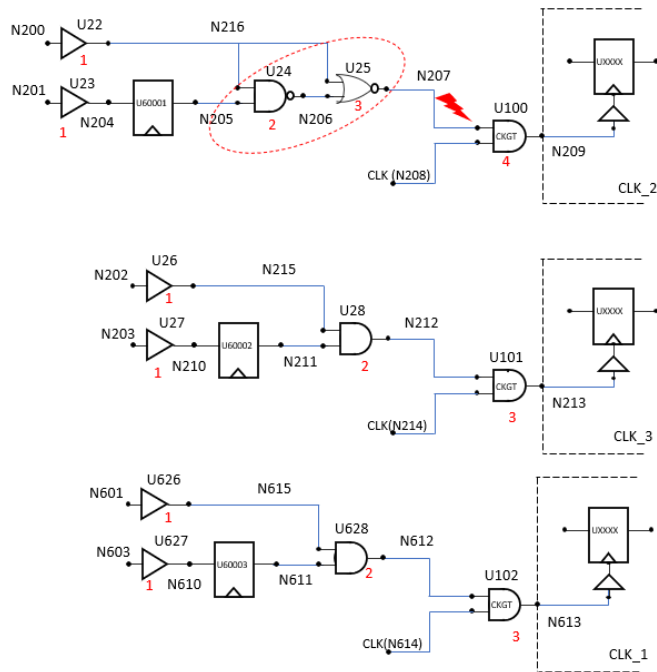 N200
U22
N216
1
U24
U25
N207
UXXXX
N201
U23
U60001
1
N204
N205
2
N206
3
U100
CKGT
4
N209
CLK (N208)
CLK_2
N202
U26
N215
1
UXXXX
N203
U27
U28
N212
U60002
1
N210
N211
2
U101
CKGT
3
N213
CLK(N214)
CLK_3
N601
U626
N615
1
UXXXX
N603
U627
U628
N612
U60003
1
N610
N611
2
U102
CKGT
3
N613
CLK(N614)
CLK_1